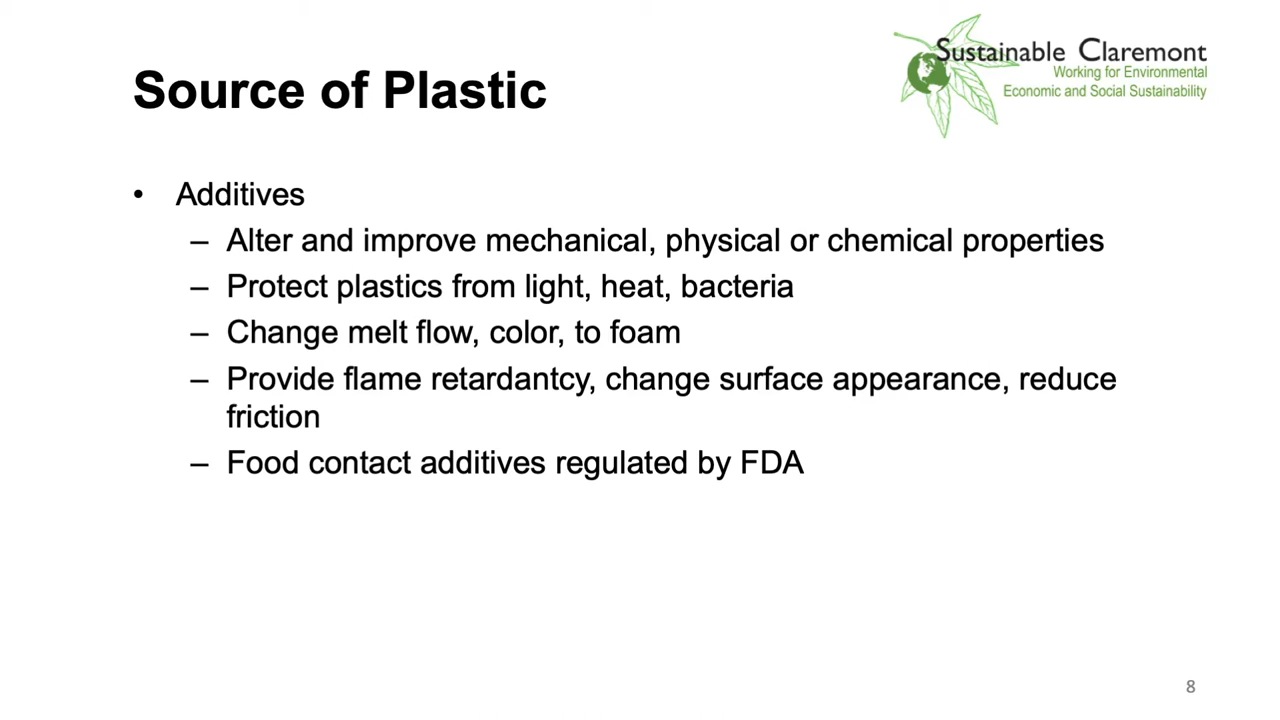 Sustainable Claremont
Working for Environmental
Economic and Social Sustainability
Source of Plastic
• Additives
– Alter and improve mechanical, physical or chemical properties
– Protect plastics from light, heat, bacteria
– Change melt flow, color, to foam
– Provide flame retardantcy, change surface appearance, reduce
friction
– Food contact additives regulated by FDA
8